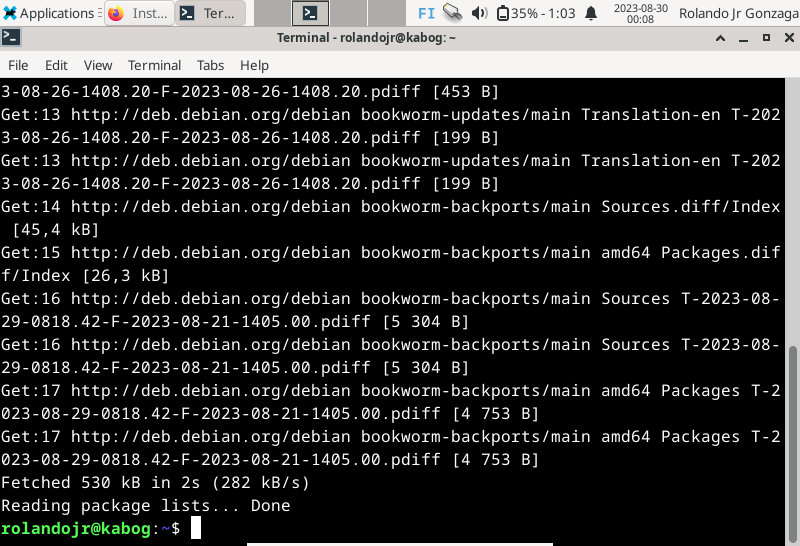 Applications
Inst...
Ter...
FI
35% - 1:03
2023-08-30
00:08
Rolando Jr Gonzaga
Terminal - rolandojr@kabog: ~
File Edit View Terminal Tabs Help
3-08-26-1408.20-F-2023-08-26-1408.20.pdiff [453 B]
Get:13 http://deb.debian.org/debian bookworm-updates/main Translation-en T-202
3-08-26-1408.20-F-2023-08-26-1408.20.pdiff [199 B]
Get:13 http://deb.debian.org/debian bookworm-updates/main Translation-en T-202
3-08-26-1408.20-F-2023-08-26-1408.20.pdiff [199 B]
Get:14 http://deb.debian.org/debian bookworm-backports/main Sources.diff/Index
[45,4 kB]
Get:15 http://deb.debian.org/debian bookworm-backports/main amd64 Packages.dif
f/Index [26,3 kB]
Get:16 http://deb.debian.org/debian bookworm-backports/main Sources T-2023-08-
29-0818.42-F-2023-08-21-1405.00.pdiff [5 304 B]
Get:16 http://deb.debian.org/debian bookworm-backports/main Sources T-2023-08-
29-0818.42-F-2023-08-21-1405.00.pdiff [5 304 B]
Get:17 http://deb.debian.org/debian bookworm-backports/main amd64 Packages T-2
023-08-29-0818.42-F-2023-08-21-1405.00.pdiff [4 753 B]
Get:17 http://deb.debian.org/debian bookworm-backports/main amd64 Packages T-2
023-08-29-0818.42-F-2023-08-21-1405.00.pdiff [4 753 B]
Fetched 530 kB in 2s (282 kB/s)
Reading package lists... Done
rolandojr@kabog:~$